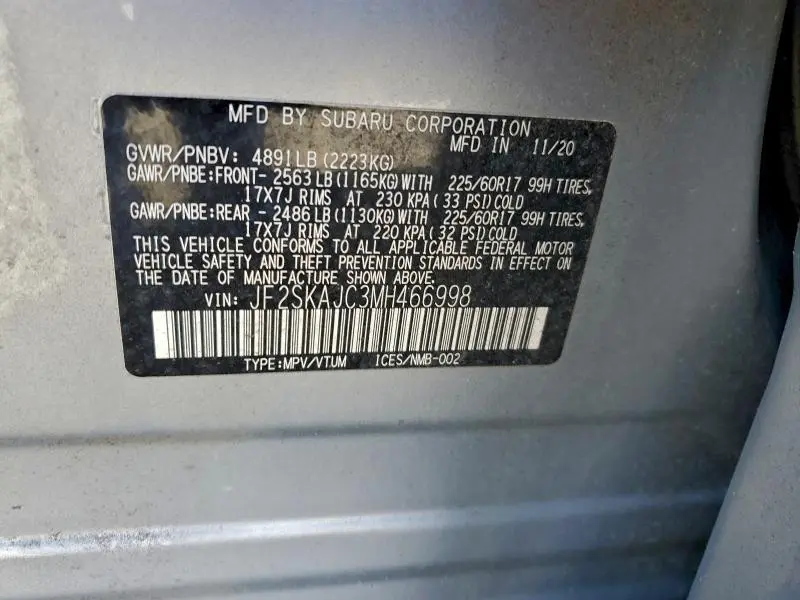 MFD BY SUBARU CORPORATION
MFD IN 11/20
GVWR/PNBV: 4891LB(2223KG)
GAWR/PNBE:FRONT- 2563LB(1165KG)WITH 225/60R17 99H TIRES,
17X7J RIMS AT 230 KPA(33 PSI)COLD
GAWR/PNBE:REAR - 2486LB(1130KG)WITH 225/60R17 99H TIRES,
17X7J RIMS AT 220 KPA(32 PSI)COLD
THIS VEHICLE CONFORMS TO ALL APPLICABLE FEDERAL MOTOR
VEHICLE SAFETY AND THEFT PREVENTION STANDARDS IN EFFECT ON
THE DATE OF MANUFACTURE SHOWN ABOVE.
VIN: JF2SKAJC3MH466998
TYPE:MPV/VTUM ICES/NMB-002